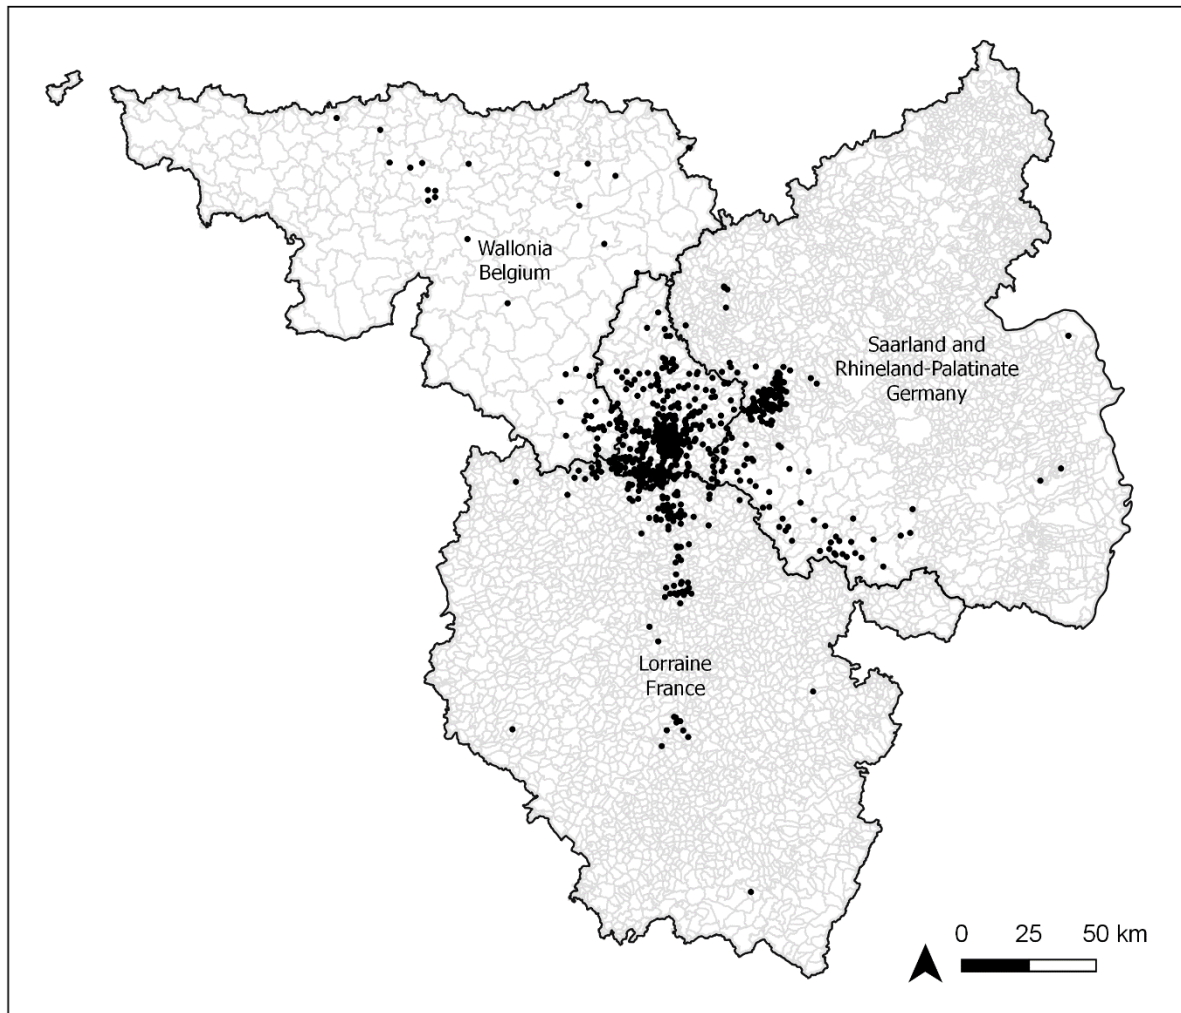 Wallonia
Belgium
Saarland and
Rhineland-Palatinate
Germany
Lorraine
France
0 25 50 km